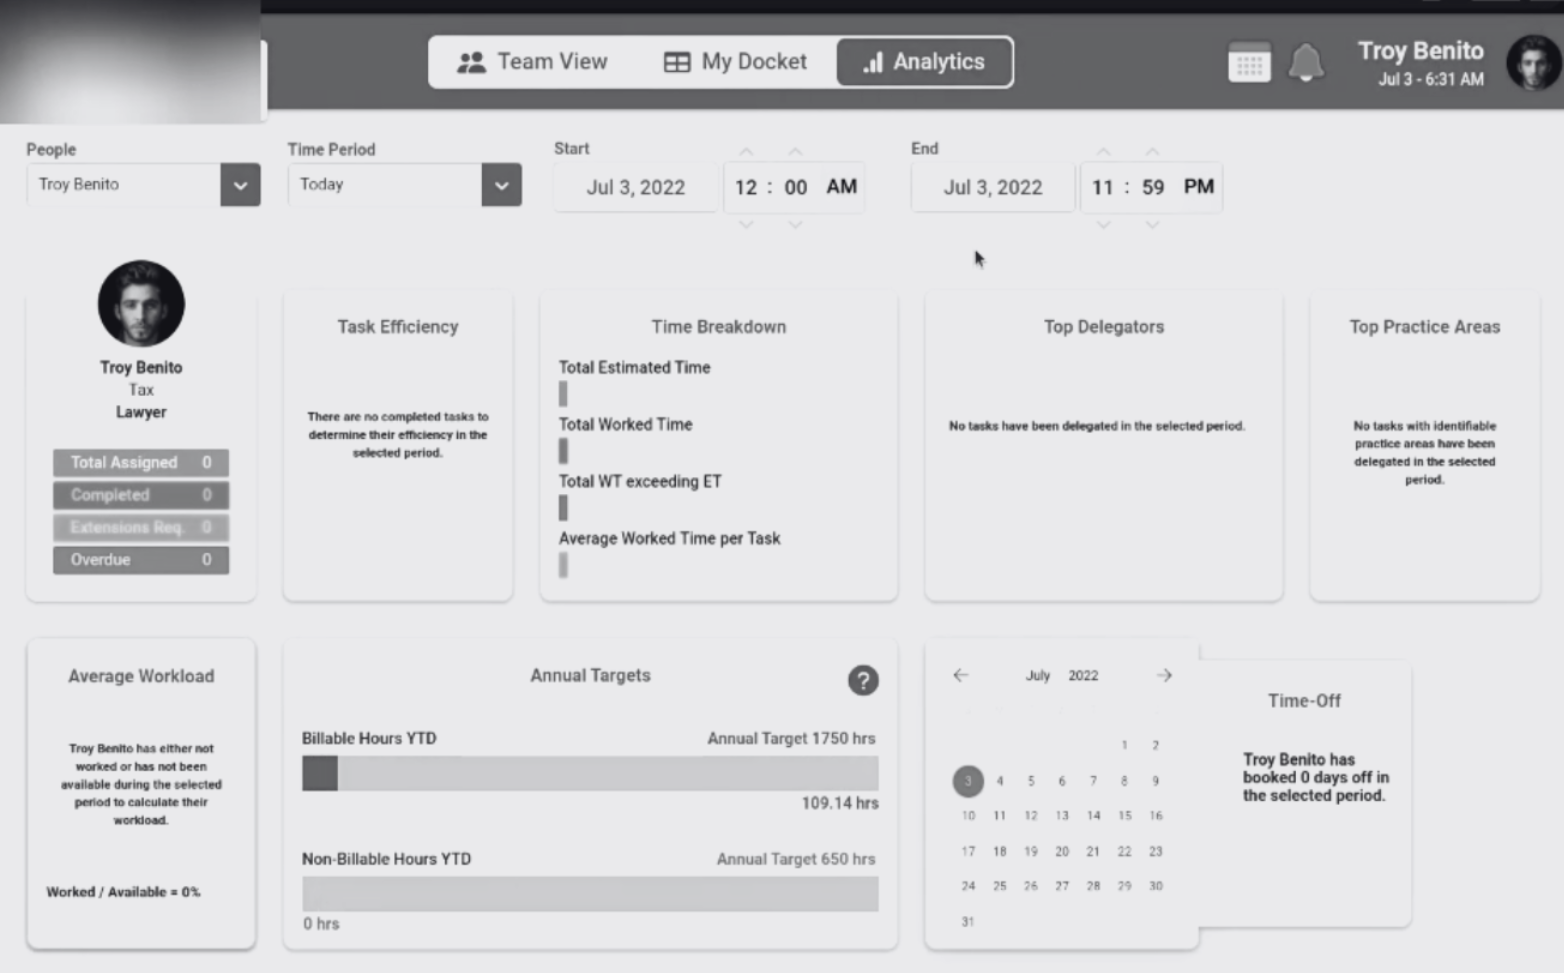 Team View
My Docket
Analytics
Troy Benito
Jul 3 - 6:31 AM
People
Troy Benito
Time Period
Today
Start
Jul 3, 2022
12 : 00 AM
End
Jul 3, 2022
11 : 59 PM
Troy Benito
Tax
Lawyer
Total Assigned 0
Completed 0
Extensions Req. 0
Overdue 0
Task Efficiency
There are no completed tasks to
determine their efficiency in the
selected period.
Time Breakdown
Total Estimated Time
Total Worked Time
Total WT exceeding ET
Average Worked Time per Task
Top Delegators
No tasks have been delegated in the selected period.
Top Practice Areas
No tasks with identifiable
practice areas have been
delegated in the selected
period.
Average Workload
Troy Benito has either not
worked or has not been
available during the selected
period to calculate their
workload.
Worked / Available = 0%
Annual Targets
?
Billable Hours YTD
Annual Target 1750 hrs
109.14 hrs
Non-Billable Hours YTD
Annual Target 650 hrs
0 hrs
July 2022
1 2
3 4 5 6 7 8 9
10 11 12 13 14 15 16
17 18 19 20 21 22 23
24 25 26 27 28 29 30
31
Time-Off
Troy Benito has
booked 0 days off in
the selected period.